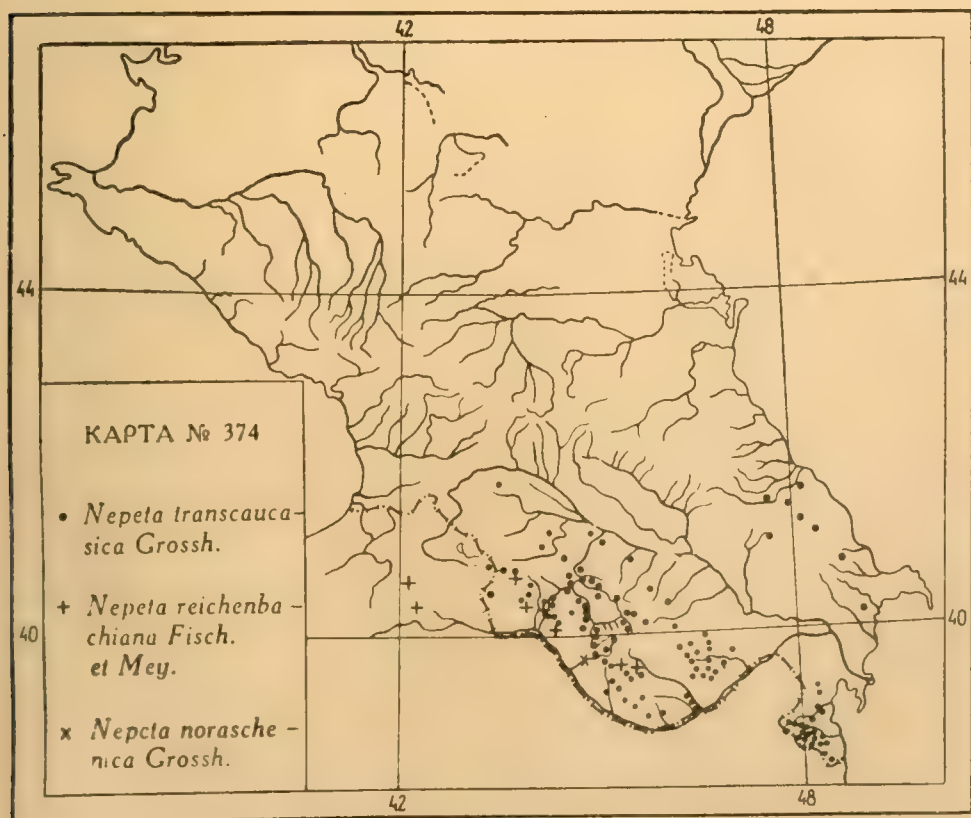 42 48
44 44
КАРТА № 374
• Nepeta transcauca-
sica Grossh.
+ Nepeta reichenba-
chiana Fisch.
et Mey.
40 40
× Nepeta norasche-
nica Grossh.
42 48